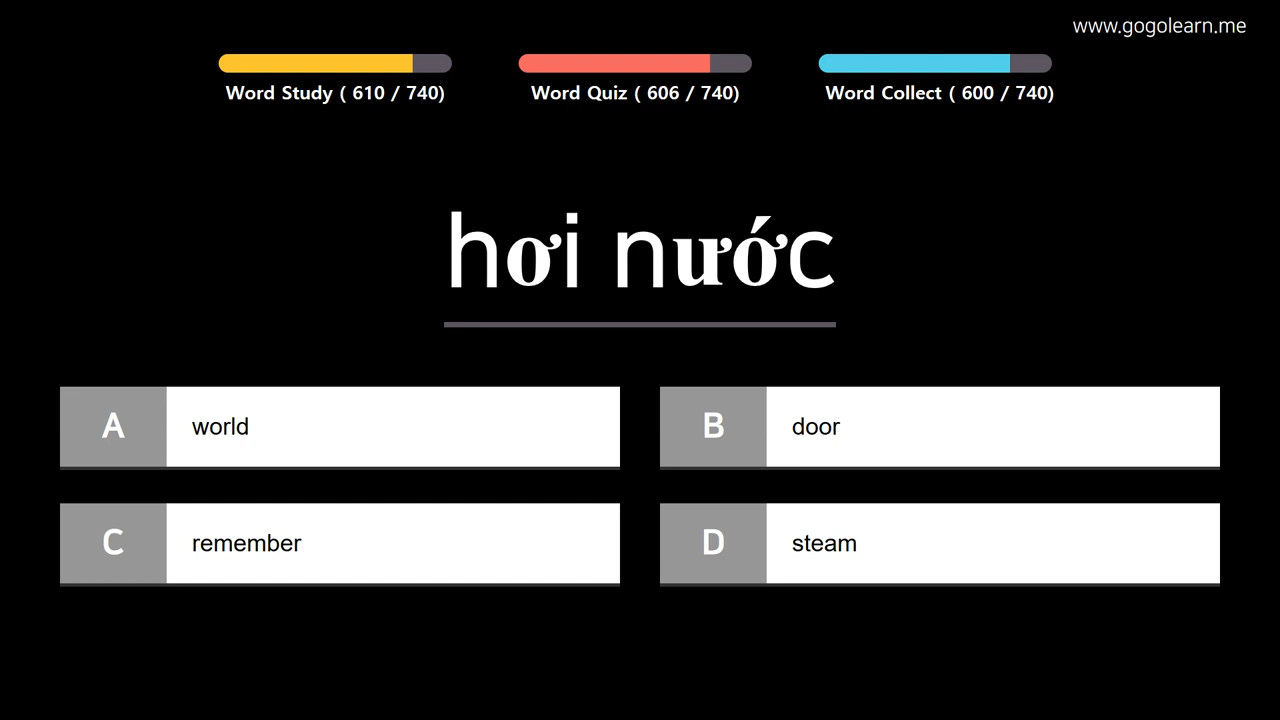 www.gogolearn.me
Word Study ( 610 / 740)
Word Quiz ( 606 / 740)
Word Collect ( 600 / 740)
hơi nước
A world
B door
C remember
D steam